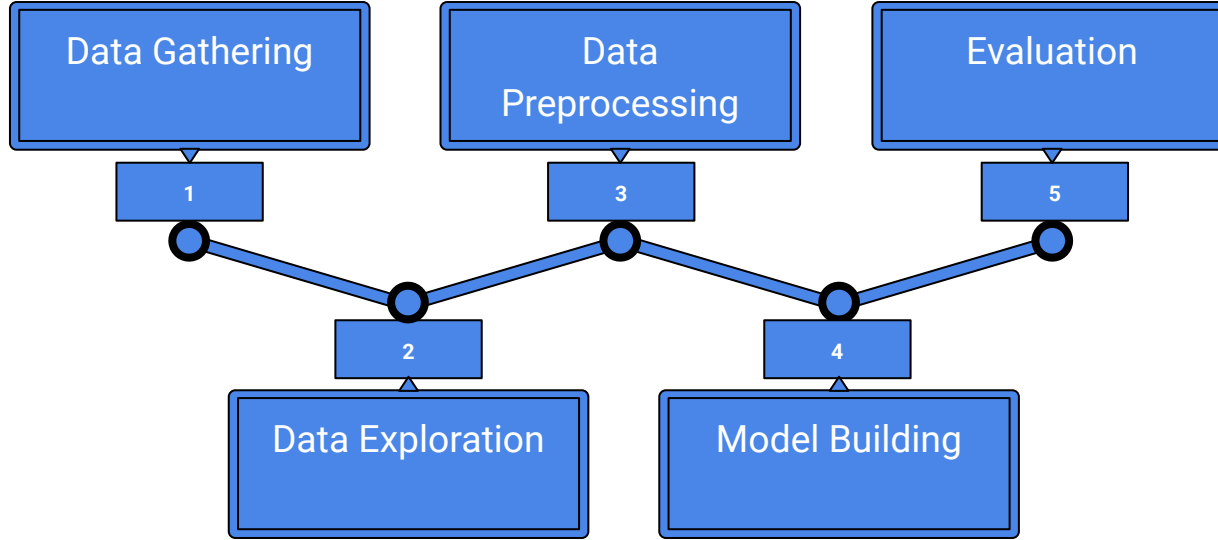 Data Gathering
1
Data Exploration
2
Data
Preprocessing
3
Model Building
4
Evaluation
5